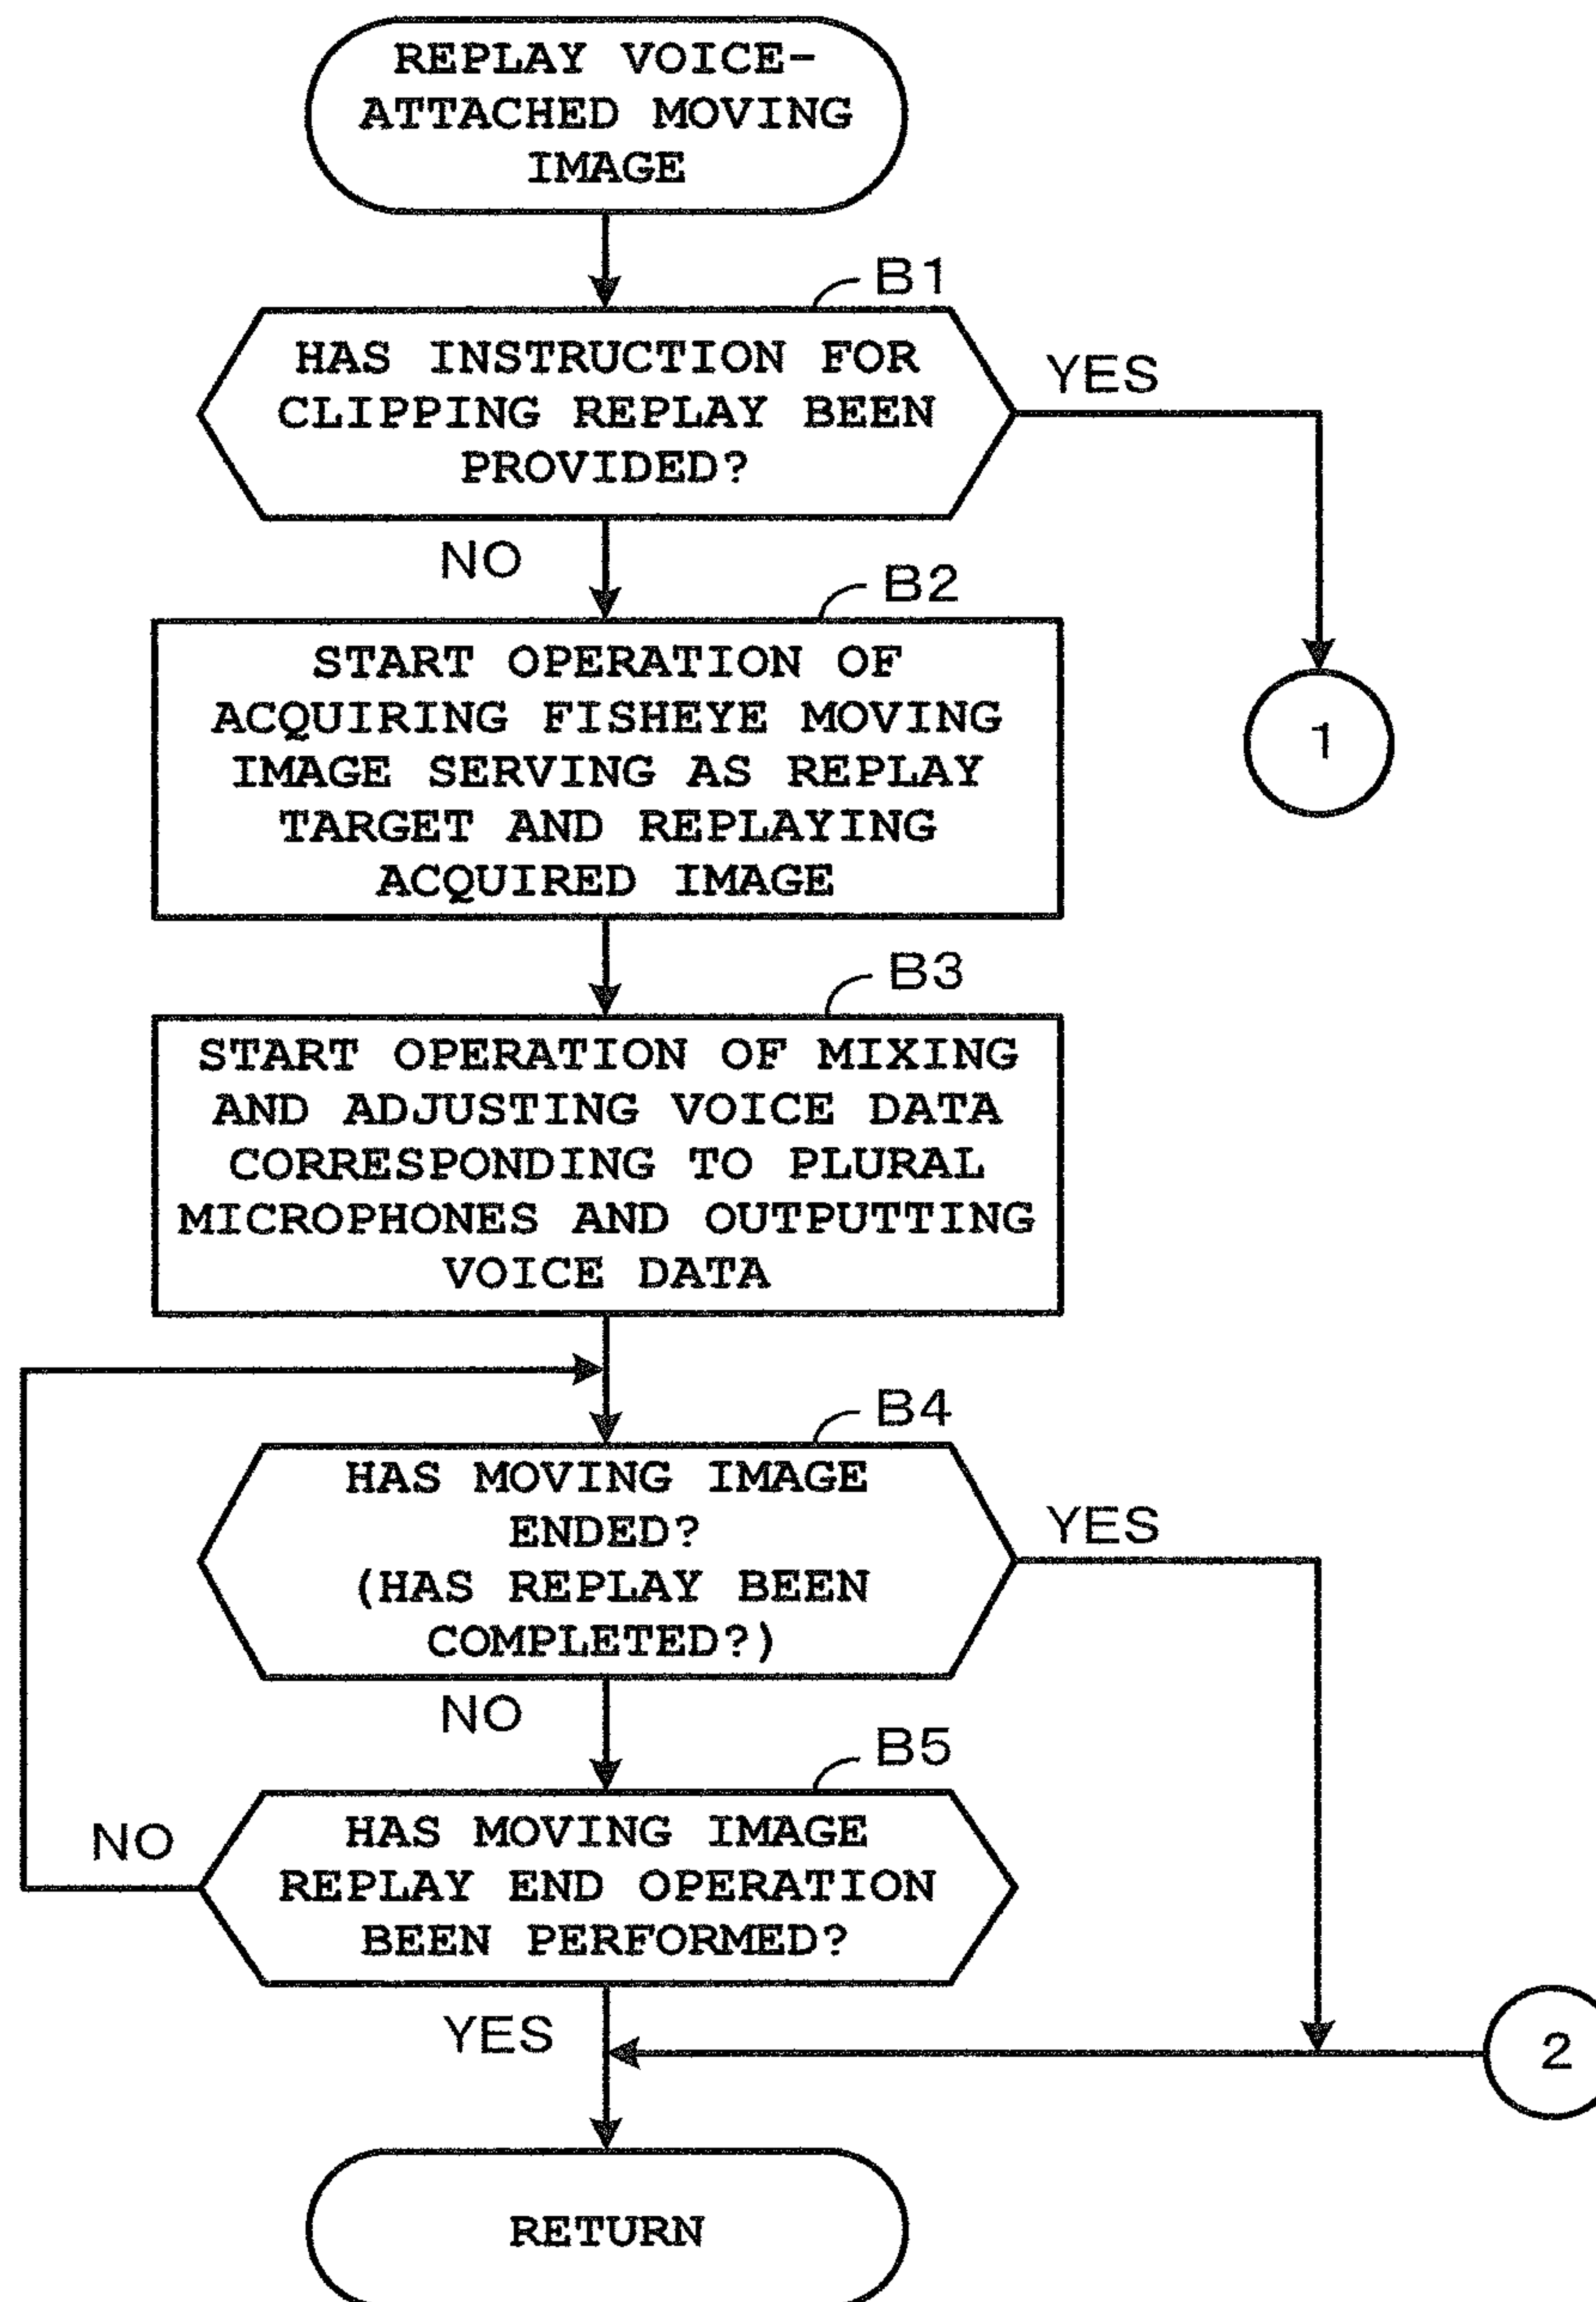 REPLAY VOICE-
ATTACHED MOVING
IMAGE
B1
HAS INSTRUCTION FOR
CLIPPING REPLAY BEEN
PROVIDED?
YES
NO
1
B2
START OPERATION OF
ACQUIRING FISHEYE MOVING
IMAGE SERVING AS REPLAY
TARGET AND REPLAYING
ACQUIRED IMAGE
B3
START OPERATION OF MIXING
AND ADJUSTING VOICE DATA
CORRESPONDING TO PLURAL
MICROPHONES AND OUTPUTTING
VOICE DATA
B4
HAS MOVING IMAGE
ENDED?
(HAS REPLAY BEEN
COMPLETED?)
YES
NO
B5
HAS MOVING IMAGE
REPLAY END OPERATION
BEEN PERFORMED?
NO
YES
2
RETURN